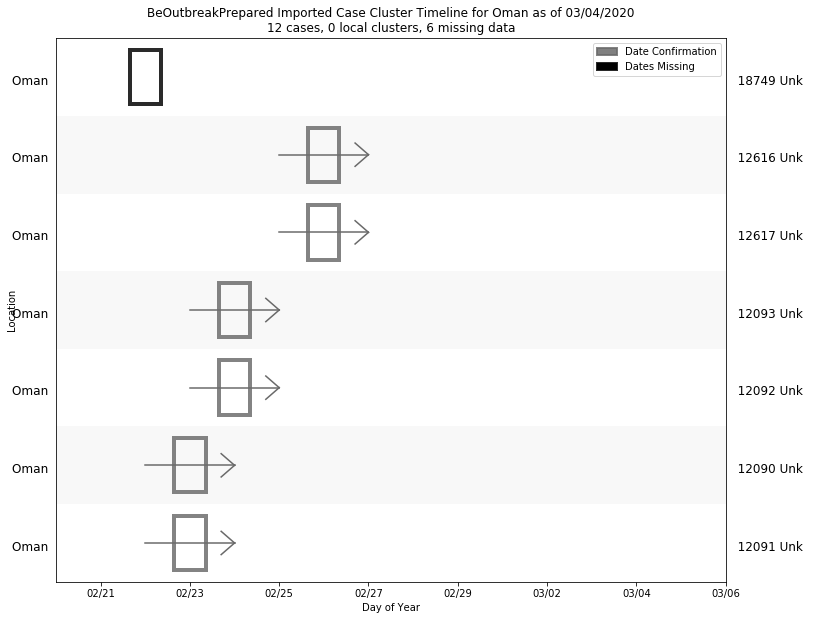 BeOutbreakPrepared Imported Case Cluster Timeline for Oman as of 03/04/2020
12 cases, 0 local clusters, 6 missing data
Date Confirmation
Dates Missing
Oman 18749 Unk
Oman 12616 Unk
Oman 12617 Unk
Oman 12093 Unk
Oman 12092 Unk
Oman 12090 Unk
Oman 12091 Unk
Location
02/21 02/23 02/25 02/27 02/29 03/02 03/04 03/06
Day of Year